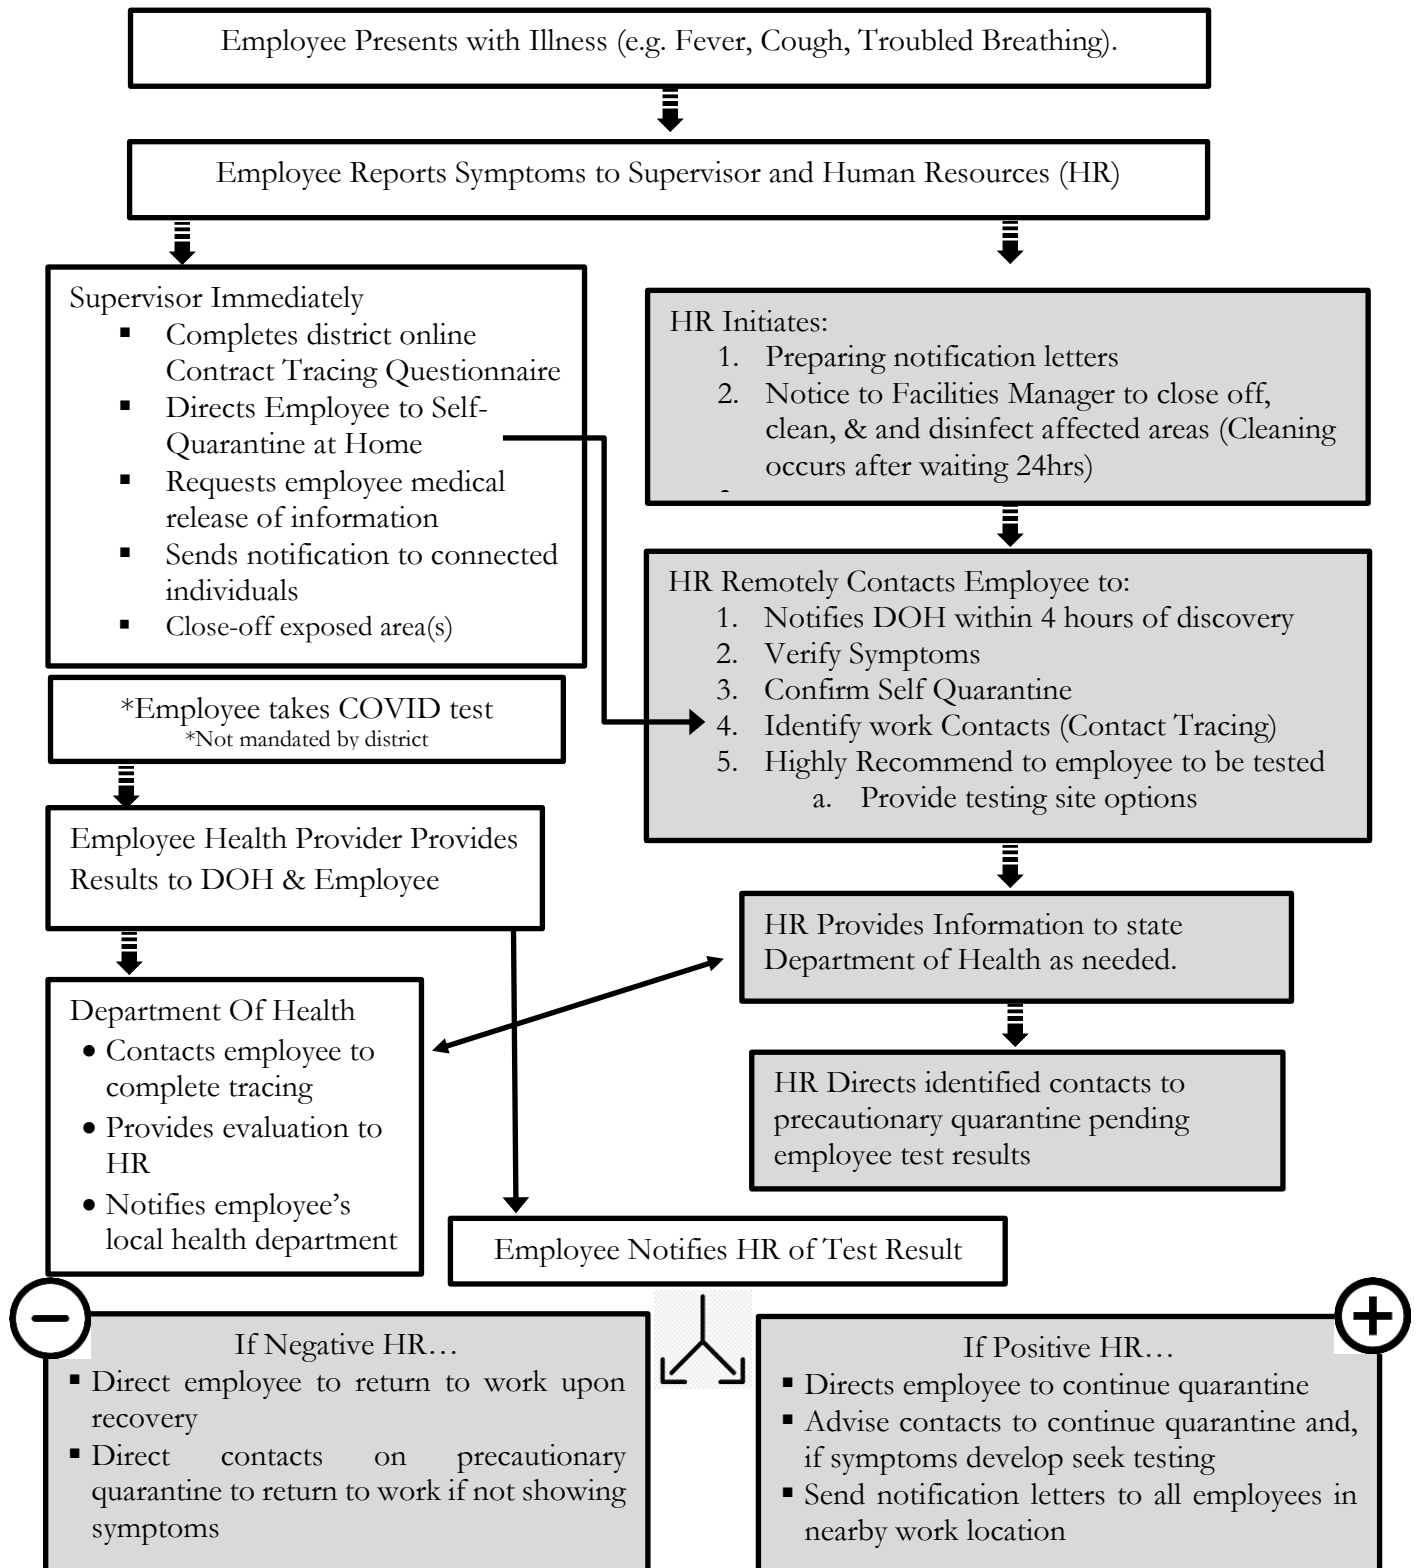 Employee Presents with Illness (e.g. Fever, Cough, Troubled Breathing).
Employee Reports Symptoms to Supervisor and Human Resources (HR)
Supervisor Immediately
▪ Completes district online
Contract Tracing Questionnaire
▪ Directs Employee to Self-
Quarantine at Home
▪ Requests employee medical
release of information
▪ Sends notification to connected
individuals
▪ Close-off exposed area(s)
HR Initiates:
1. Preparing notification letters
2. Notice to Facilities Manager to close off,
clean, & and disinfect affected areas (Cleaning
occurs after waiting 24hrs)
HR Remotely Contacts Employee to:
1. Notifies DOH within 4 hours of discovery
2. Verify Symptoms
3. Confirm Self Quarantine
4. Identify work Contacts (Contact Tracing)
5. Highly Recommend to employee to be tested
a. Provide testing site options
*Employee takes COVID test
*Not mandated by district
Employee Health Provider Provides
Results to DOH & Employee
HR Provides Information to state
Department of Health as needed.
Department Of Health
• Contacts employee to
complete tracing
• Provides evaluation to
HR
• Notifies employee’s
local health department
HR Directs identified contacts to
precautionary quarantine pending
employee test results
Employee Notifies HR of Test Result
If Negative HR…
▪ Direct employee to return to work upon
recovery
▪ Direct contacts on precautionary
quarantine to return to work if not showing
symptoms
If Positive HR…
▪ Directs employee to continue quarantine
▪ Advise contacts to continue quarantine and,
if symptoms develop seek testing
▪ Send notification letters to all employees in
nearby work location